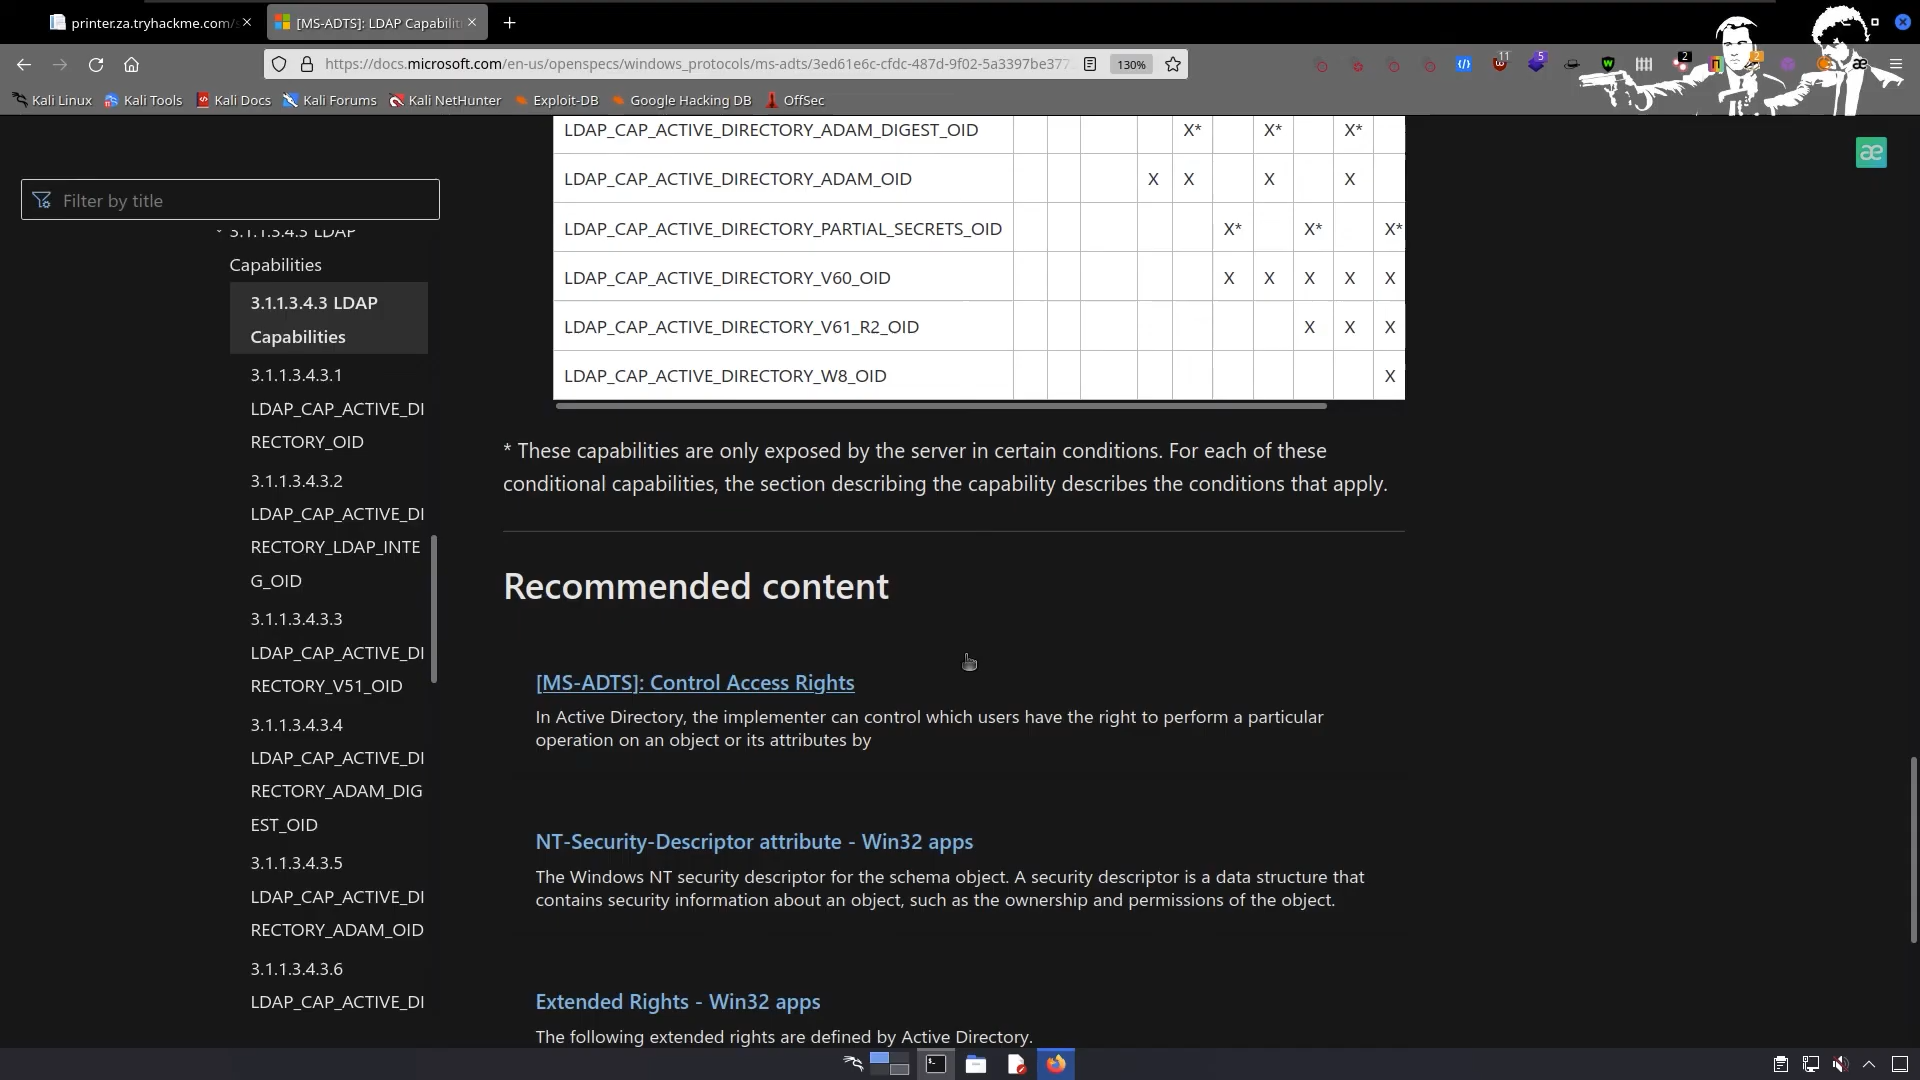 printer.za.tryhackme.com/
[MS-ADTS]: LDAP Capabiliti
https://docs.microsoft.com/en-us/openspecs/windows_protocols/ms-adts/3ed61e6c-cfdc-487d-9f02-5a3397be377
130%
11
5
2
2
Kali Linux
Kali Tools
Kali Docs
Kali Forums
Kali NetHunter
Exploit-DB
Google Hacking DB
OffSec
æ
Filter by title
3.1.1.3.4.3 LDAP
Capabilities
3.1.1.3.4.3 LDAP
Capabilities
3.1.1.3.4.3.1
LDAP_CAP_ACTIVE_DI
RECTORY_OID
3.1.1.3.4.3.2
LDAP_CAP_ACTIVE_DI
RECTORY_LDAP_INTE
G_OID
3.1.1.3.4.3.3
LDAP_CAP_ACTIVE_DI
RECTORY_V51_OID
3.1.1.3.4.3.4
LDAP_CAP_ACTIVE_DI
RECTORY_ADAM_DIG
EST_OID
3.1.1.3.4.3.5
LDAP_CAP_ACTIVE_DI
RECTORY_ADAM_OID
3.1.1.3.4.3.6
LDAP_CAP_ACTIVE_DI
LDAP_CAP_ACTIVE_DIRECTORY_ADAM_DIGEST_OID X* X* X*
LDAP_CAP_ACTIVE_DIRECTORY_ADAM_OID X X X X
LDAP_CAP_ACTIVE_DIRECTORY_PARTIAL_SECRETS_OID X* X* X*
LDAP_CAP_ACTIVE_DIRECTORY_V60_OID X X X X X
LDAP_CAP_ACTIVE_DIRECTORY_V61_R2_OID X X X
LDAP_CAP_ACTIVE_DIRECTORY_W8_OID X
* These capabilities are only exposed by the server in certain conditions. For each of these
conditional capabilities, the section describing the capability describes the conditions that apply.
Recommended content
[MS-ADTS]: Control Access Rights
In Active Directory, the implementer can control which users have the right to perform a particular
operation on an object or its attributes by
NT-Security-Descriptor attribute - Win32 apps
The Windows NT security descriptor for the schema object. A security descriptor is a data structure that
contains security information about an object, such as the ownership and permissions of the object.
Extended Rights - Win32 apps
The following extended rights are defined by Active Directory.